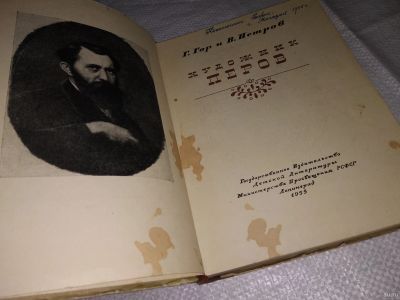 Г. Гор и В. Петров
ХУДОЖНИК
ПЕРОВ
Государственное Издательство
Детской Литературы
Министерства Просвещения РСФСР
Ленинград
1955